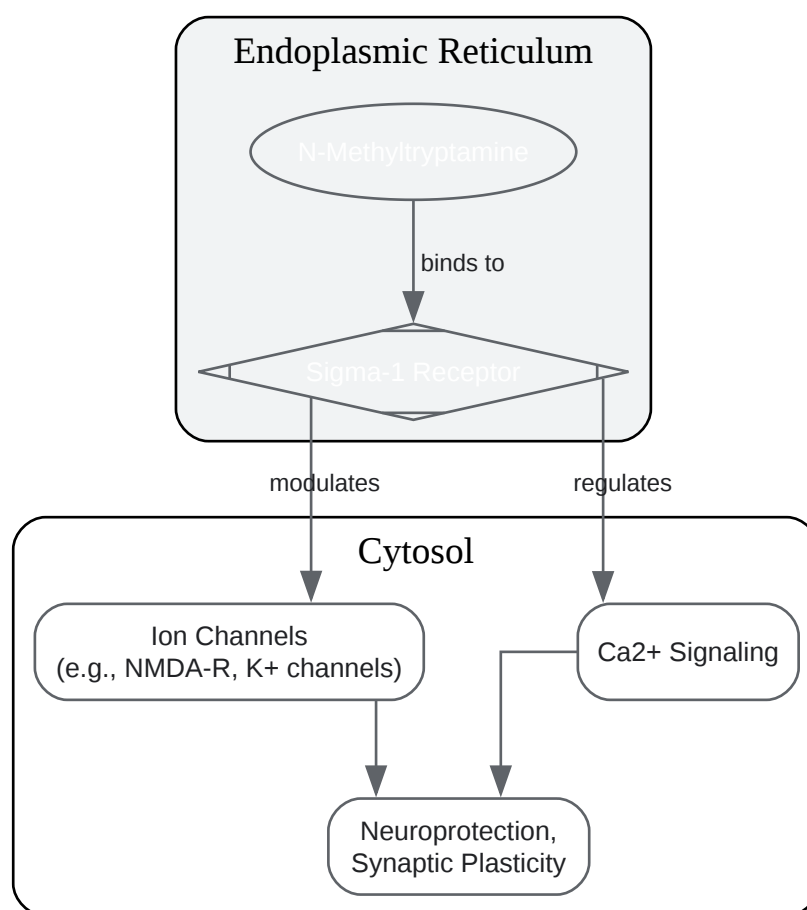 Endoplasmic Reticulum
N-Methyltryptamine
binds to
Sigma-1 Receptor
modulates
regulates
Cytosol
Ion Channels
(e.g., NMDA-R, K+ channels)
Ca2+ Signaling
Neuroprotection,
Synaptic Plasticity